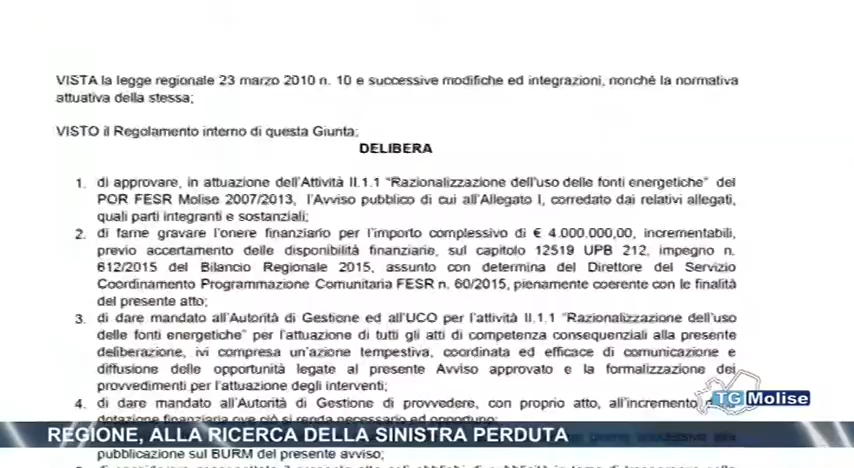 VISTA la legge regionale 23 marzo 2010 n. 10 e successive modifiche ed integrazioni, nonché la normativa
attuativa della stessa;
VISTO il Regolamento interno di questa Giunta;
DELIBERA
1. di approvare, in attuazione dell'Attività II.1.1 "Razionalizzazione dell'uso delle fonti energetiche" del
POR FESR Molise 2007/2013, l'Avviso pubblico di cui all'Allegato I, corredato dai relativi allegati,
quali parti integranti e sostanziali;
2. di farne gravare l'onere finanziario per l'importo complessivo di € 4.000.000,00, incrementabili,
previo accertamento delle disponibilità finanziarie, sul capitolo 12519 UPB 212, impegno n.
612/2015 del Bilancio Regionale 2015, assunto con determina del Direttore del Servizio
Coordinamento Programmazione Comunitaria FESR n. 60/2015, pienamente coerente con le finalità
del presente atto;
3. di dare mandato all'Autorità di Gestione ed all'UCO per l'attività II.1.1 "Razionalizzazione dell'uso
delle fonti energetiche" per l'attuazione di tutti gli atti di competenza consequenziali alla presente
deliberazione, ivi compresa un'azione tempestiva, coordinata ed efficace di comunicazione e
diffusione delle opportunità legate al presente Avviso approvato e la formalizzazione dei
provvedimenti per l'attuazione degli interventi;
4. di dare mandato all'Autorità di Gestione di provvedere, con proprio atto, all'incremento
dotazione finanziaria ove ciò si renda necessario ed opportuno;
TG Molise
REGIONE, ALLA RICERCA DELLA SINISTRA PERDUTA
pubblicazione sul BURM del presente avviso;